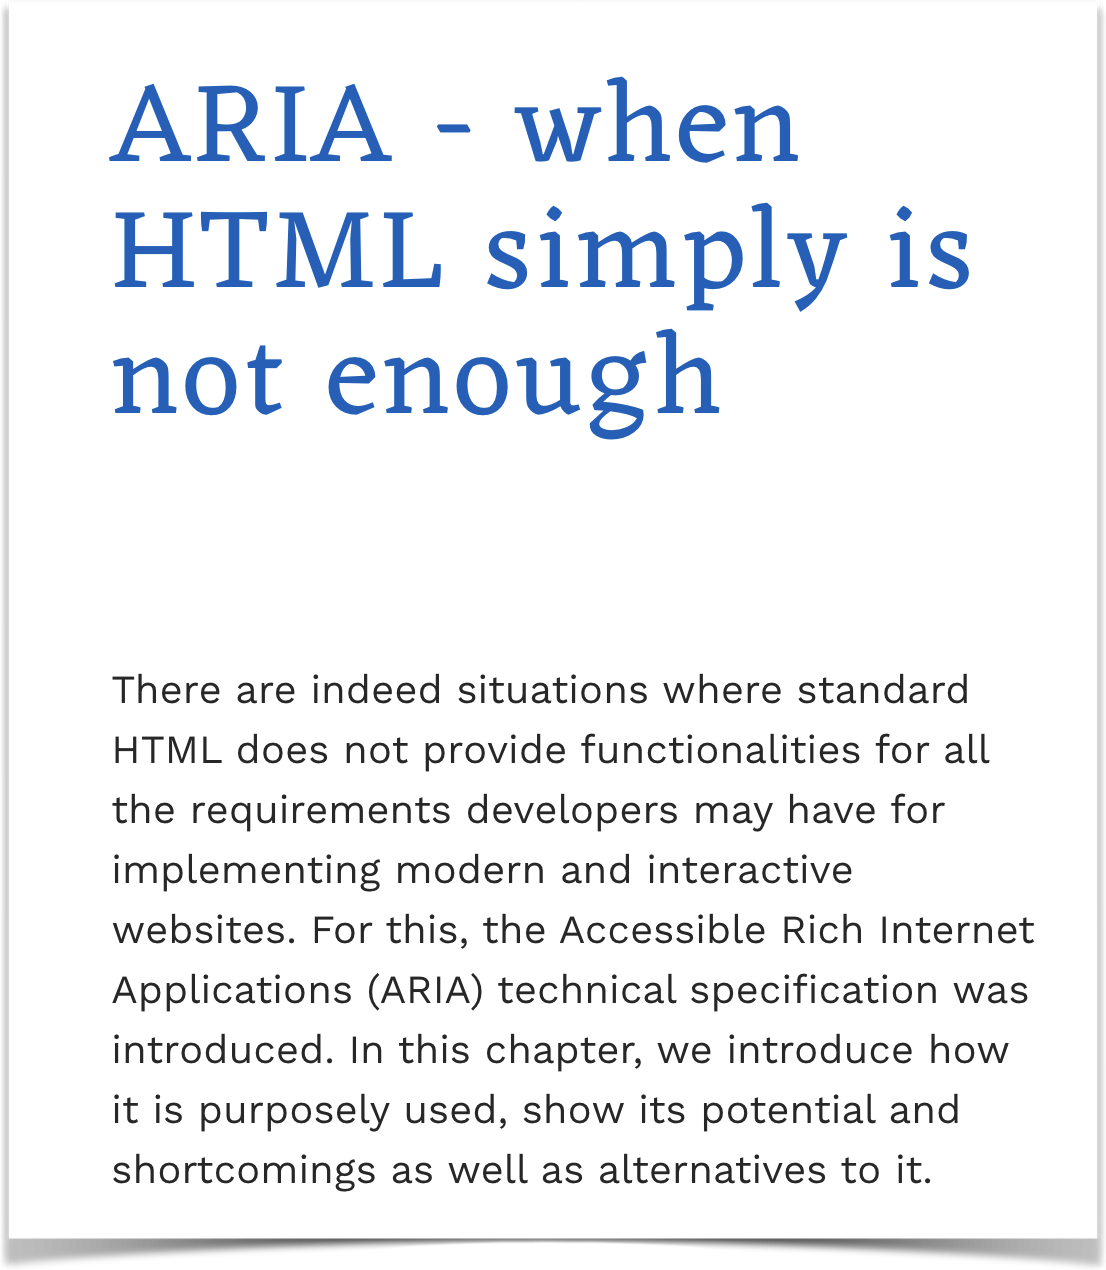 ARIA - when
HTML simply is
not enough
There are indeed situations where standard
HTML does not provide functionalities for all
the requirements developers may have for
implementing modern and interactive
websites. For this, the Accessible Rich Internet
Applications (ARIA) technical specification was
introduced. In this chapter, we introduce how
it is purposely used, show its potential and
shortcomings as well as alternatives to it.